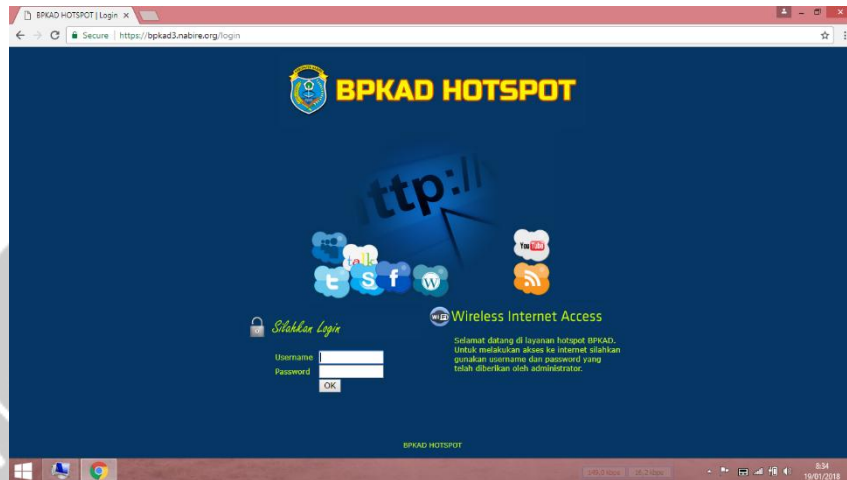 BPKAD HOTSPOT | Login
Secure | https://bpkad3.nabire.org/login
BPKAD HOTSPOT
ttp://
talk
You Tube
t
S
f
W
Silahkan Login
WiFi Wireless Internet Access
Selamat datang di layanan hotspot BPKAD.
Untuk melakukan akses ke internet silahkan
gunakan username dan password yang
telah diberikan oleh administrator.
Username
Password
OK
BPKAD HOTSPOT
8:34
19/01/2018